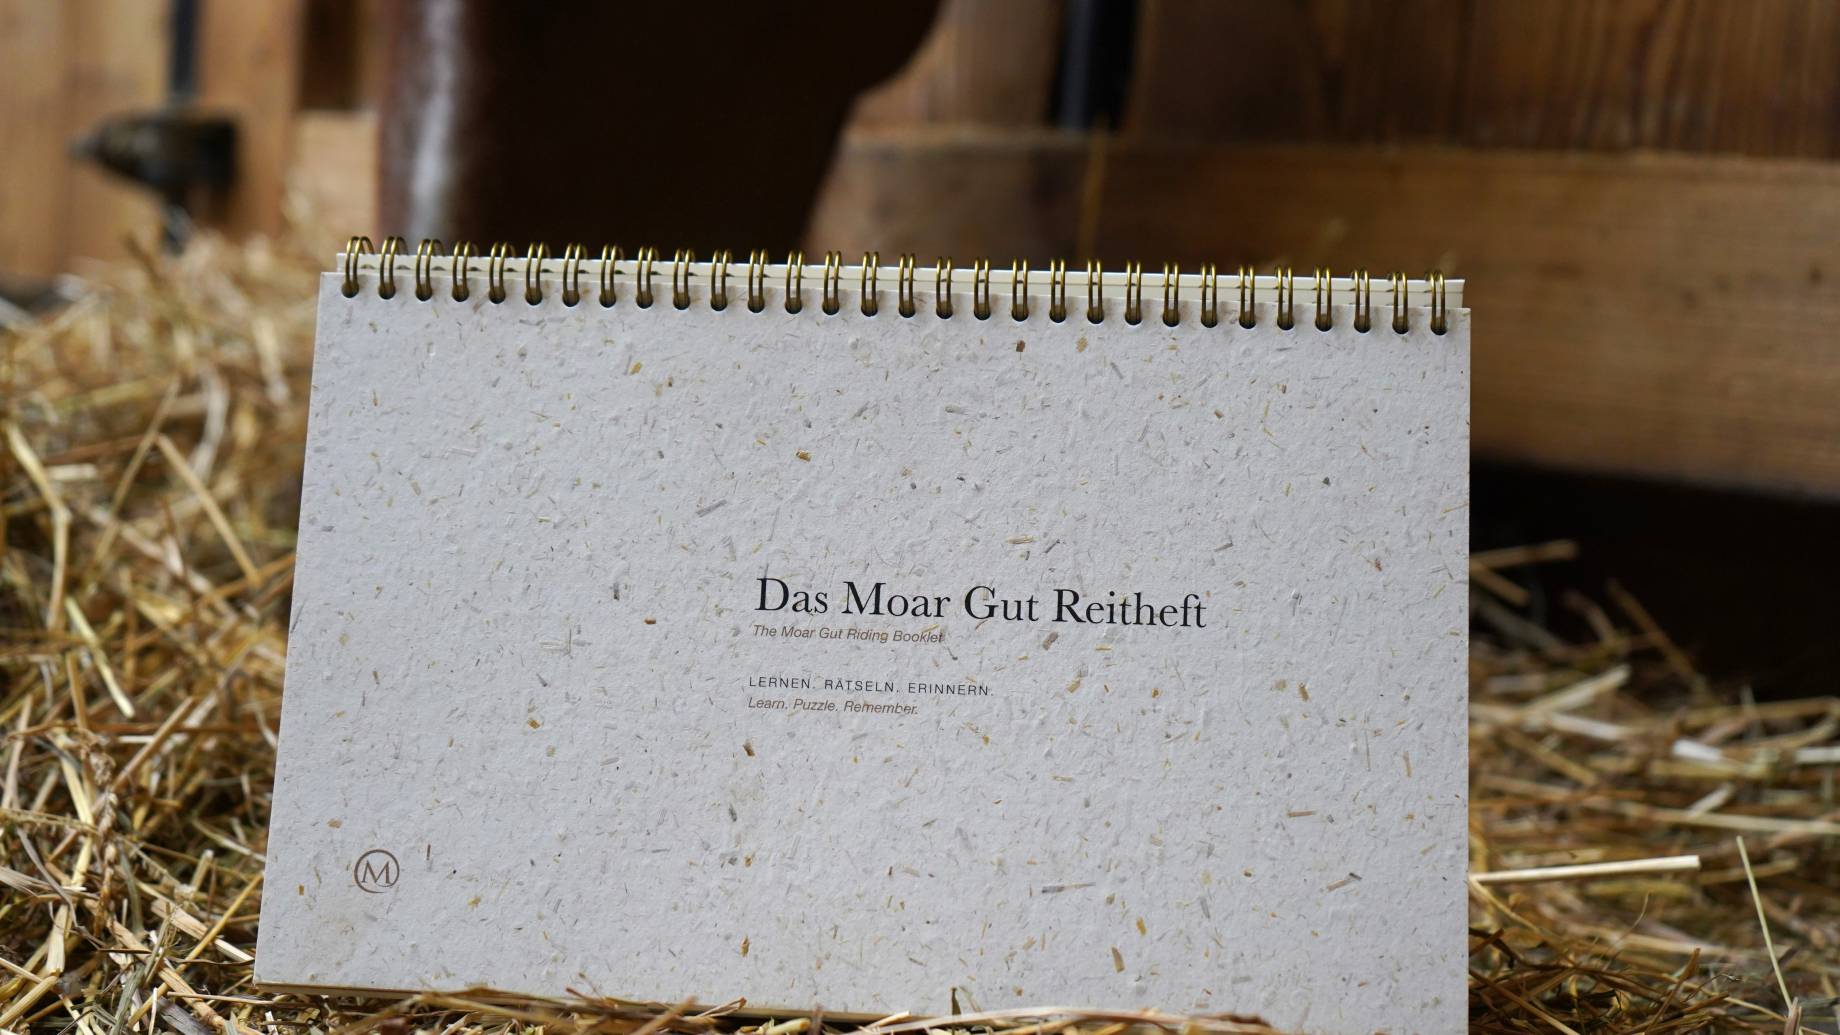 Das Moar Gut Reitheft
The Moar Gut Riding Booklet
LERNEN. RÄTSELN. ERINNERN.
Learn. Puzzle. Remember.
M